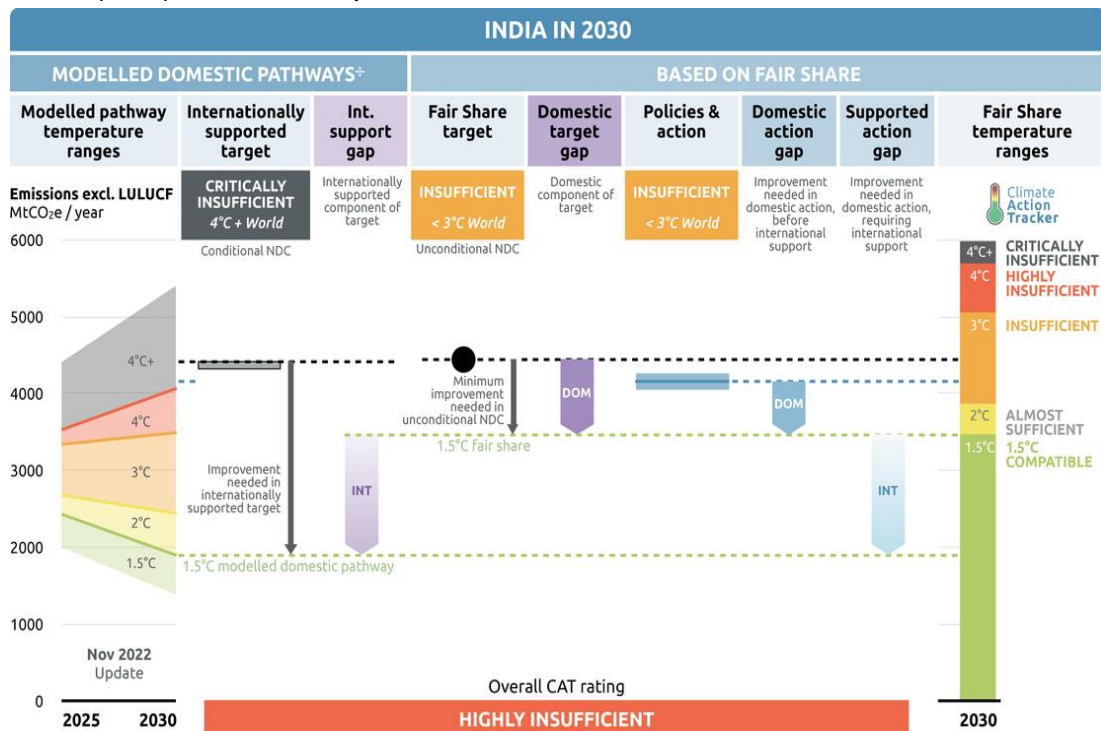 INDIA IN 2030
MODELLED DOMESTIC PATHWAYS÷
BASED ON FAIR SHARE
Modelled pathway
temperature
ranges
Internationally
supported
target
Int.
support
gap
Fair Share
target
Domestic
target
gap
Policies &
action
Domestic
action
gap
Supported
action
gap
Fair Share
temperature
ranges
Emissions excl. LULUCF
MtCO₂e / year
CRITICALLY
INSUFFICIENT
4°C + World
Conditional NDC
Internationally
supported
component of
target
INSUFFICIENT
< 3°C World
Unconditional NDC
Domestic
component of
target
INSUFFICIENT
< 3°C World
Improvement
needed in
domestic action,
before
international
support
Improvement
needed in
domestic action,
requiring
international
support
Climate
Action
Tracker
6000
5000
4000
3000
2000
1000
0
4°C+
4°C
3°C
2°C
1.5°C
Nov 2022
Update
2025
2030
Improvement
needed in
internationally
supported target
1.5°C modelled domestic pathway
INT
Minimum
improvement
needed in
unconditional NDC
1.5°C fair share
DOM
DOM
INT
4°C+
CRITICALLY
INSUFFICIENT
4°C
HIGHLY
INSUFFICIENT
3°C
INSUFFICIENT
2°C
ALMOST
SUFFICIENT
1.5°C
1.5°C
COMPATIBLE
2030
Overall CAT rating
HIGHLY INSUFFICIENT